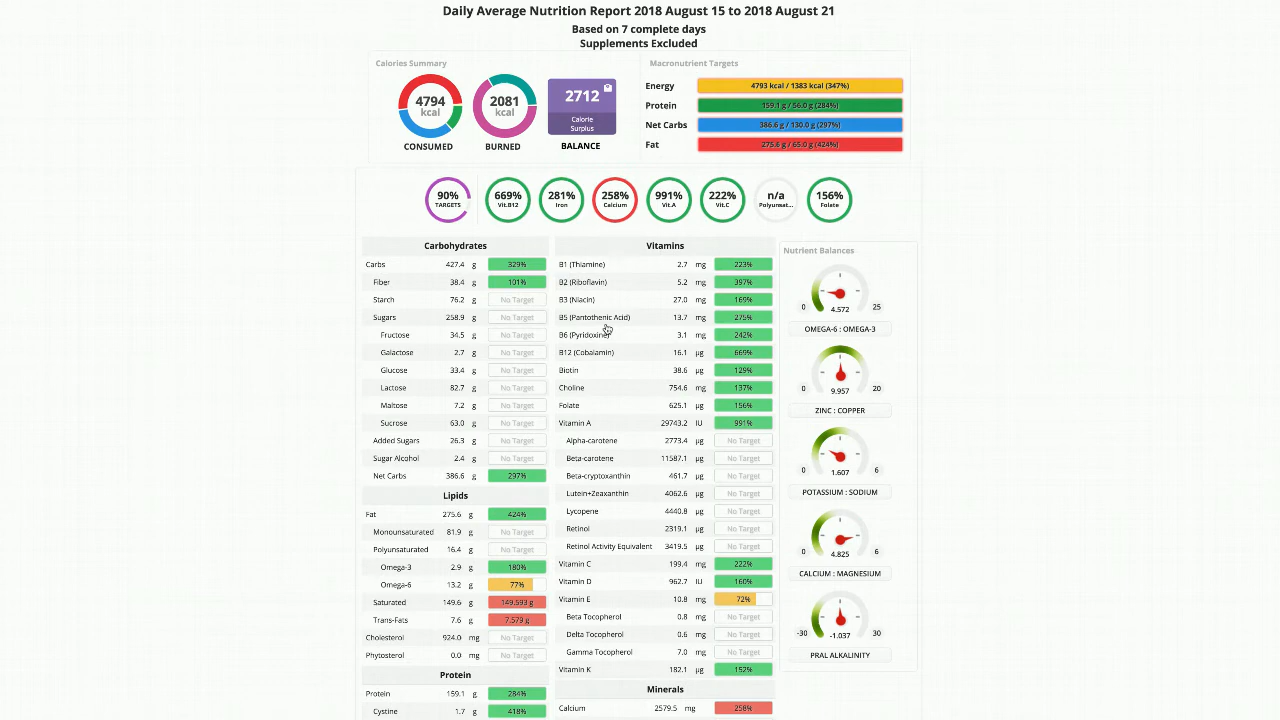 Daily Average Nutrition Report 2018 August 15 to 2018 August 21
Based on 7 complete days
Supplements Excluded
Calories Summary
4794 kcal
CONSUMED
2081 kcal
BURNED
2712
Calorie Surplus
BALANCE
Macronutrient Targets
Energy 4793 kcal / 1383 kcal (347%)
Protein 159.1 g / 56.0 g (284%)
Net Carbs 386.6 g / 130.0 g (297%)
Fat 275.6 g / 65.0 g (424%)
90% TARGETS
669% Vit.B12
281% Iron
258% Calcium
991% Vit.A
222% Vit.C
n/a Polyunsat...
156% Folate
Carbohydrates
Carbs 427.4 g 329%
Fiber 38.4 g 101%
Starch 76.2 g No Target
Sugars 258.9 g No Target
Fructose 34.5 g No Target
Galactose 2.7 g No Target
Glucose 33.4 g No Target
Lactose 82.7 g No Target
Maltose 7.2 g No Target
Sucrose 63.0 g No Target
Added Sugars 26.3 g No Target
Sugar Alcohol 2.4 g No Target
Net Carbs 386.6 g 297%
Lipids
Fat 275.6 g 424%
Monounsaturated 81.9 g No Target
Polyunsaturated 16.4 g No Target
Omega-3 2.9 g 180%
Omega-6 13.2 g 77%
Saturated 149.6 g 149.593 g
Trans-Fats 7.6 g 7.579 g
Cholesterol 924.0 mg No Target
Phytosterol 0.0 mg No Target
Protein
Protein 159.1 g 284%
Cystine 1.7 g 418%
Vitamins
B1 (Thiamine) 2.7 mg 223%
B2 (Riboflavin) 5.2 mg 397%
B3 (Niacin) 27.0 mg 169%
B5 (Pantothenic Acid) 13.7 mg 275%
B6 (Pyridoxine) 3.1 mg 242%
B12 (Cobalamin) 16.1 µg 669%
Biotin 38.6 µg 129%
Choline 754.6 mg 137%
Folate 625.1 µg 156%
Vitamin A 29743.2 IU 991%
Alpha-carotene 2773.4 µg No Target
Beta-carotene 11587.1 µg No Target
Beta-cryptoxanthin 461.7 µg No Target
Lutein+Zeaxanthin 4062.6 µg No Target
Lycopene 4440.8 µg No Target
Retinol 2319.1 µg No Target
Retinol Activity Equivalent 3419.5 µg No Target
Vitamin C 199.4 mg 222%
Vitamin D 962.7 IU 160%
Vitamin E 10.8 mg 72%
Beta Tocopherol 0.8 mg No Target
Delta Tocopherol 0.6 mg No Target
Gamma Tocopherol 7.0 mg No Target
Vitamin K 182.1 µg 152%
Minerals
Calcium 2579.5 mg 258%
Nutrient Balances
0 4.572 25
OMEGA-6 : OMEGA-3
0 9.957 20
ZINC : COPPER
0 1.607 6
POTASSIUM : SODIUM
0 4.825 6
CALCIUM : MAGNESIUM
-30 -1.037 30
PRAL ALKALINITY